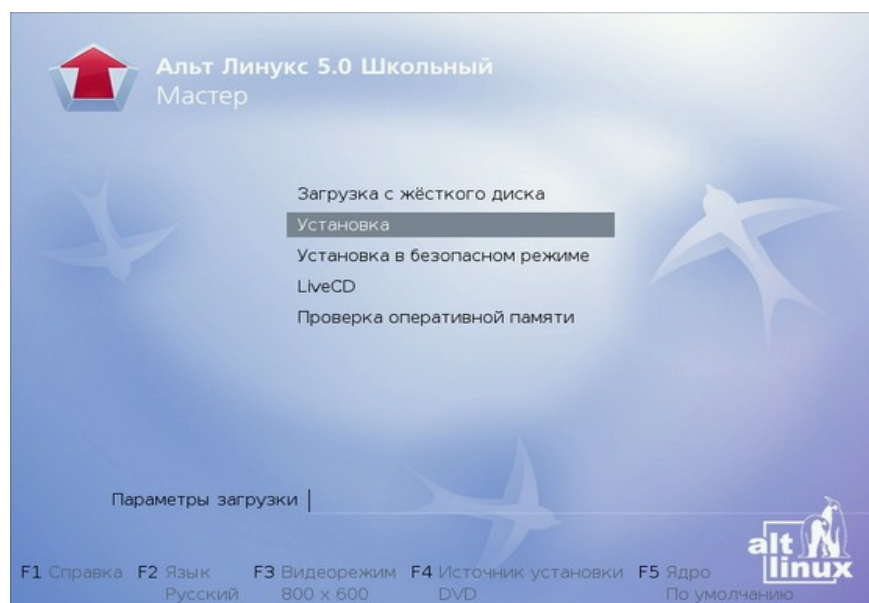 Альт Линукс 5.0 Школьный
Мастер
Загрузка с жёсткого диска
Установка
Установка в безопасном режиме
LiveCD
Проверка оперативной памяти
Параметры загрузки
alt
linux
F1 Справка F2 Язык F3 Видеорежим F4 Источник установки F5 Ядро
Русский 800 x 600 DVD По умолчанию